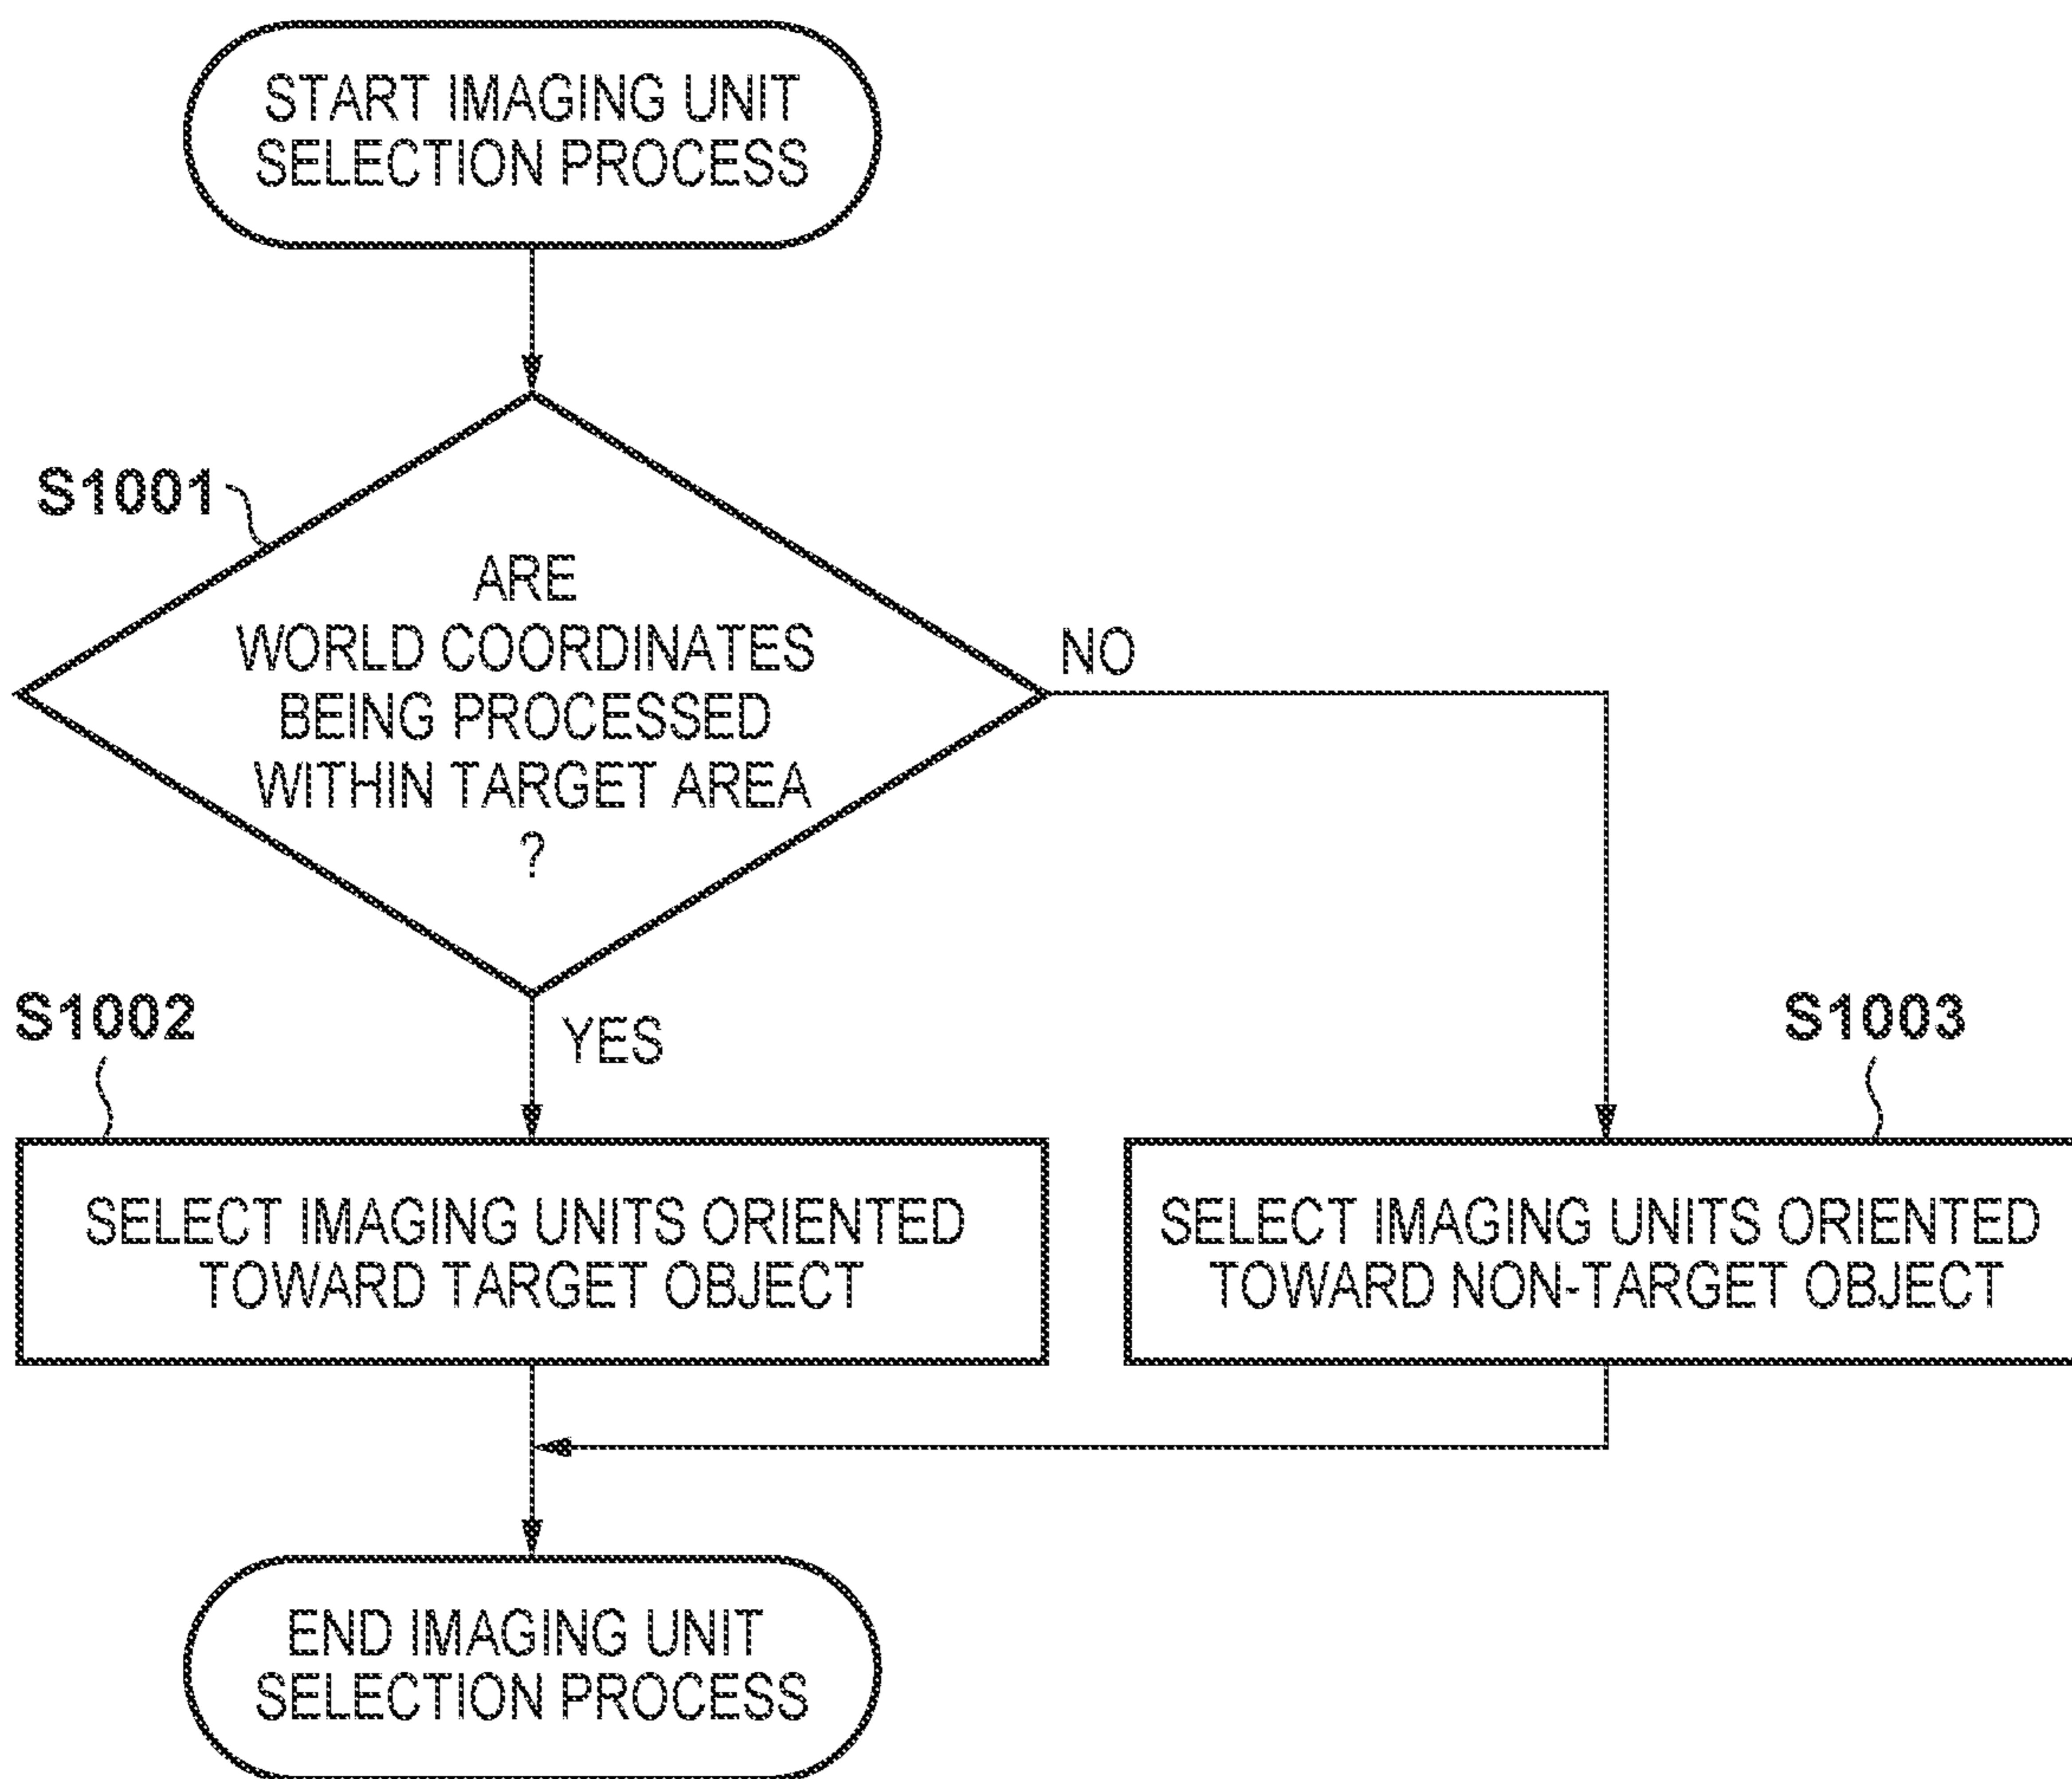 START IMAGING UNIT
SELECTION PROCESS
S1001
ARE
WORLD COORDINATES
BEING PROCESSED
WITHIN TARGET AREA
?
NO
YES
S1002
SELECT IMAGING UNITS ORIENTED
TOWARD TARGET OBJECT
S1003
SELECT IMAGING UNITS ORIENTED
TOWARD NON-TARGET OBJECT
END IMAGING UNIT
SELECTION PROCESS